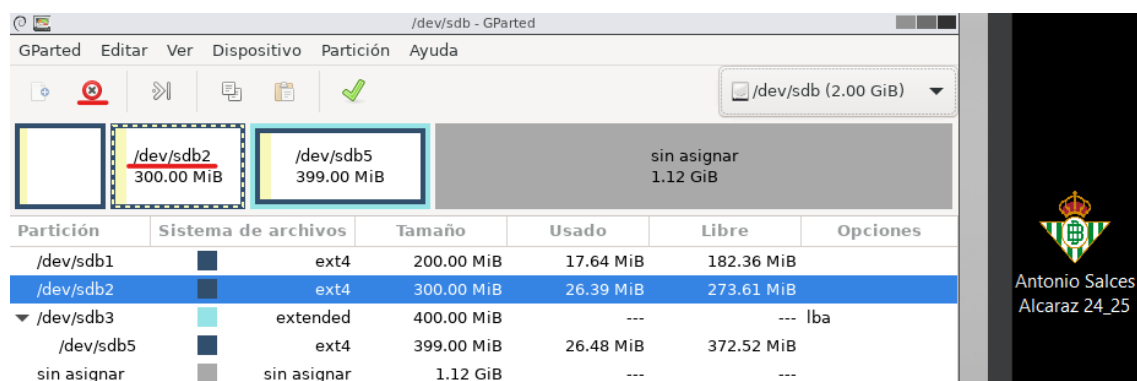 /dev/sdb - GParted
GParted Editar Ver Dispositivo Partición Ayuda
/dev/sdb (2.00 GiB)
/dev/sdb2
300.00 MiB
/dev/sdb5
399.00 MiB
sin asignar
1.12 GiB
Partición Sistema de archivos Tamaño Usado Libre Opciones
/dev/sdb1 ext4 200.00 MiB 17.64 MiB 182.36 MiB
/dev/sdb2 ext4 300.00 MiB 26.39 MiB 273.61 MiB
/dev/sdb3 extended 400.00 MiB --- --- lba
/dev/sdb5 ext4 399.00 MiB 26.48 MiB 372.52 MiB
sin asignar sin asignar 1.12 GiB --- ---
Antonio Salces
Alcaraz 24_25